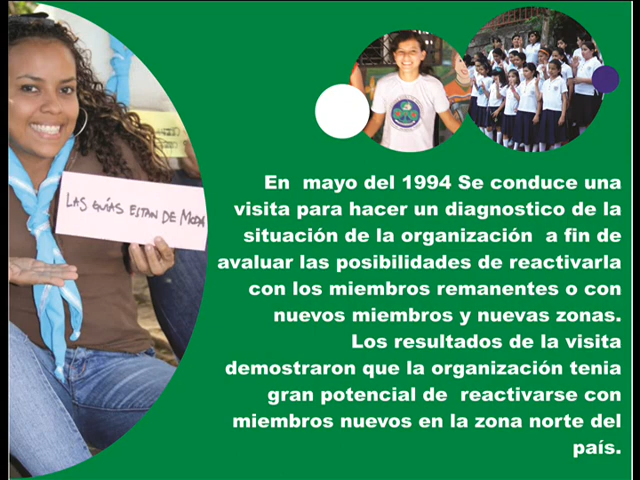 LAS GUÍAS ESTAN DE MODA
En mayo del 1994 Se conduce una
visita para hacer un diagnostico de la
situación de la organización a fin de
avaluar las posibilidades de reactivarla
con los miembros remanentes o con
nuevos miembros y nuevas zonas.
Los resultados de la visita
demostraron que la organización tenia
gran potencial de reactivarse con
miembros nuevos en la zona norte del
país.